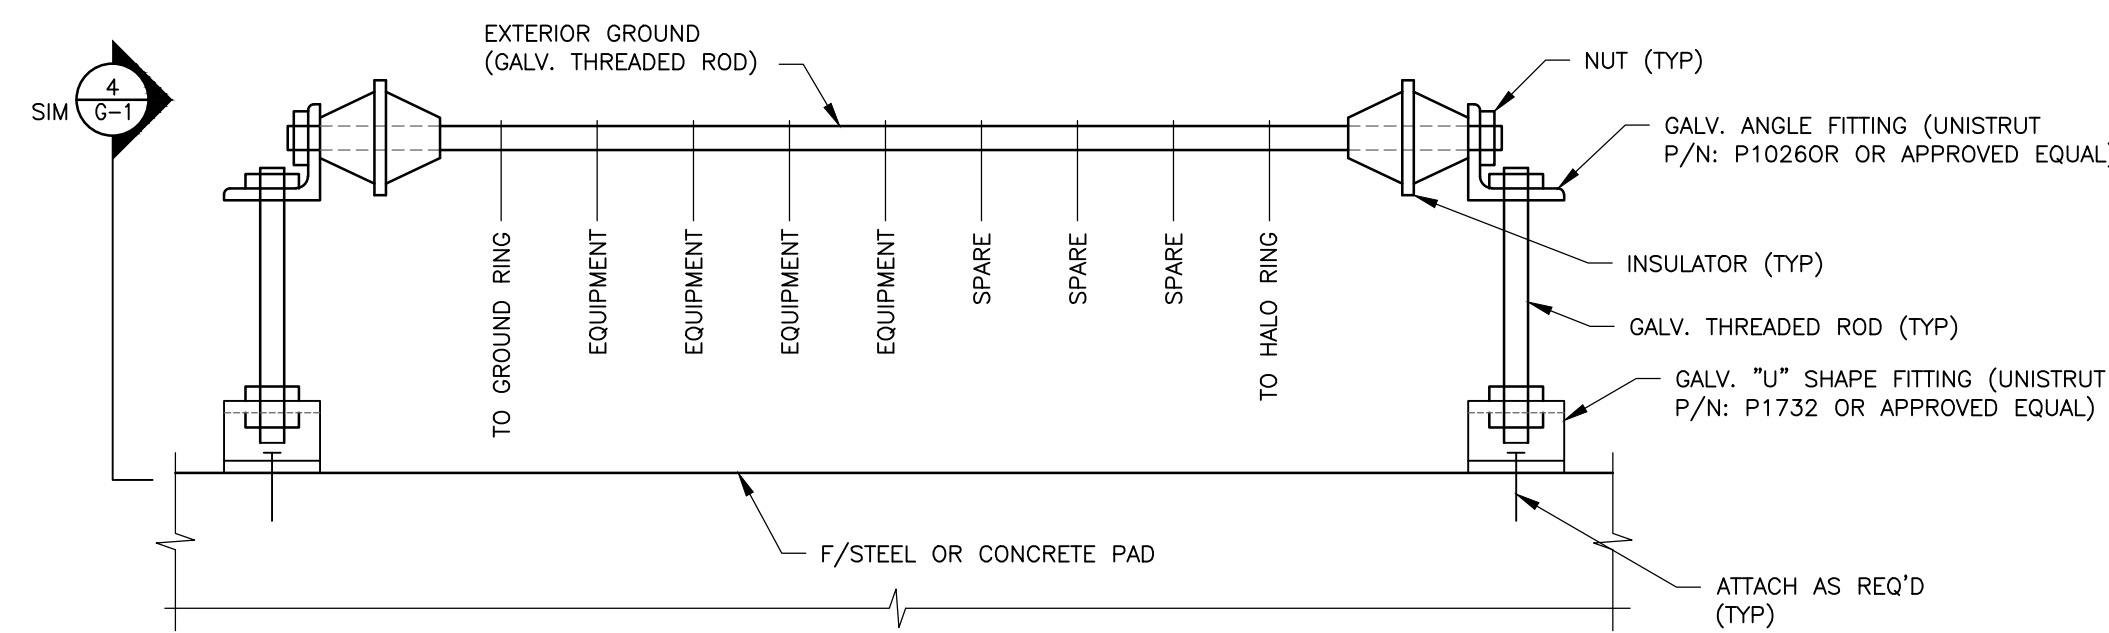 EXTERIOR GROUND
(GALV. THREADED ROD)
NUT (TYP)
SIM
4
G-1
GALV. ANGLE FITTING (UNISTRUT
P/N: P1026OR OR APPROVED EQUAL)
INSULATOR (TYP)
TO GROUND RING
EQUIPMENT
EQUIPMENT
EQUIPMENT
EQUIPMENT
SPARE
SPARE
SPARE
TO HALO RING
GALV. THREADED ROD (TYP)
GALV. "U" SHAPE FITTING (UNISTRUT
P/N: P1732 OR APPROVED EQUAL)
F/STEEL OR CONCRETE PAD
ATTACH AS REQ'D
(TYP)